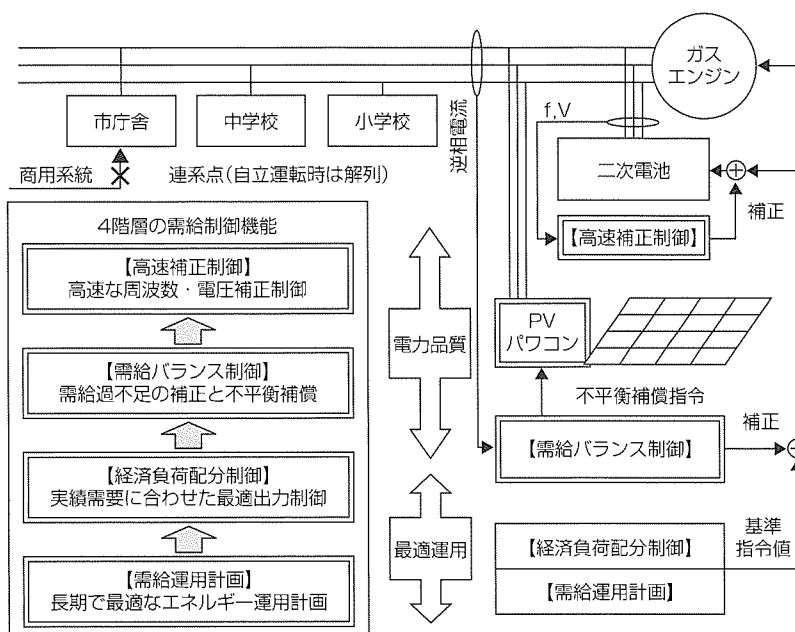 ガス
エンジン
市庁舎
中学校
小学校
逆相電流
f,V
二次電池
商用系統
連系点(自立運転時は解列)
補正
【高速補正制御】
4階層の需給制御機能
【高速補正制御】
高速な周波数・電圧補正制御
【需給バランス制御】
需給過不足の補正と不平衡補償
【経済負荷配分制御】
実績需要に合わせた最適出力制御
【需給運用計画】
長期で最適なエネルギー運用計画
電力品質
最適運用
PV
パワコン
不平衡補償指令
【需給バランス制御】
補正
【経済負荷配分制御】
【需給運用計画】
基準
指令値